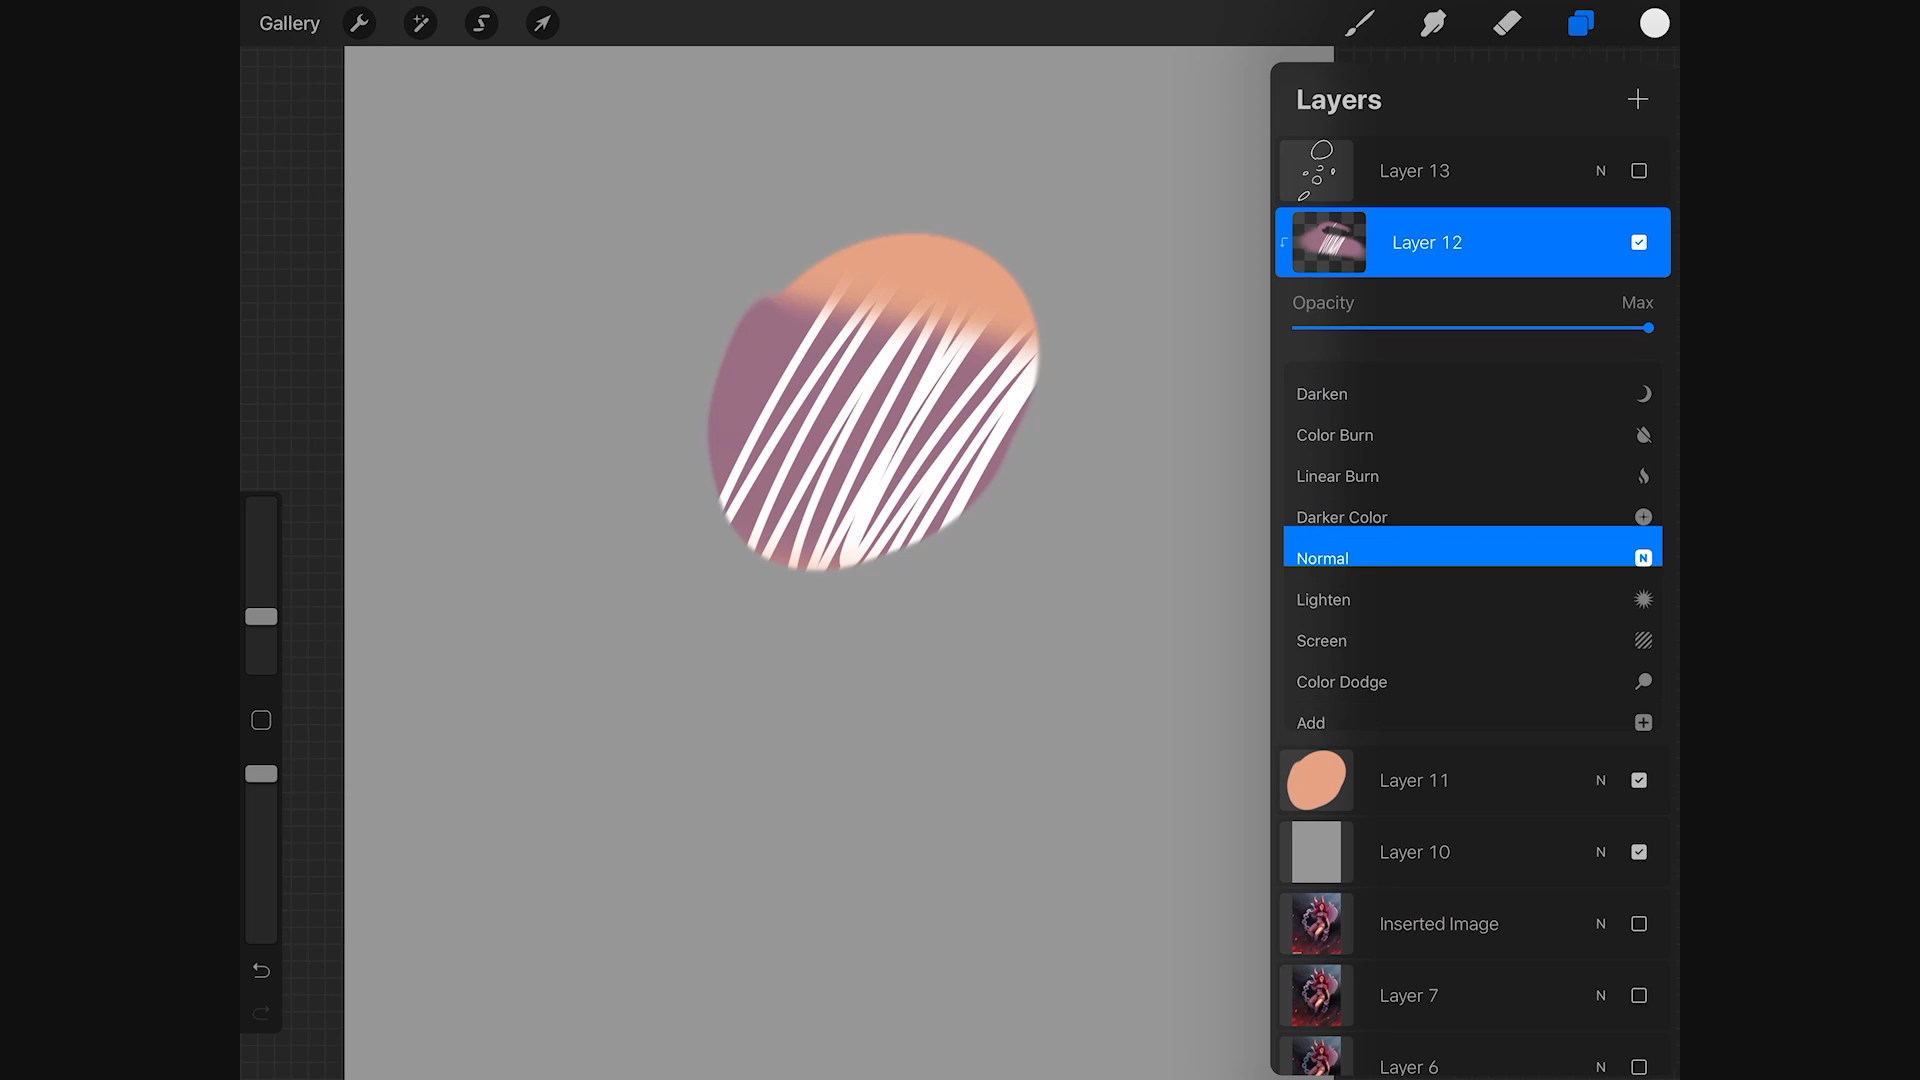 Gallery
Layers
Layer 13 N
Layer 12
Opacity Max
Darken
Color Burn
Linear Burn
Darker Color
Normal N
Lighten
Screen
Color Dodge
Add
Layer 11 N
Layer 10 N
Inserted Image N
Layer 7 N
Layer 6 N